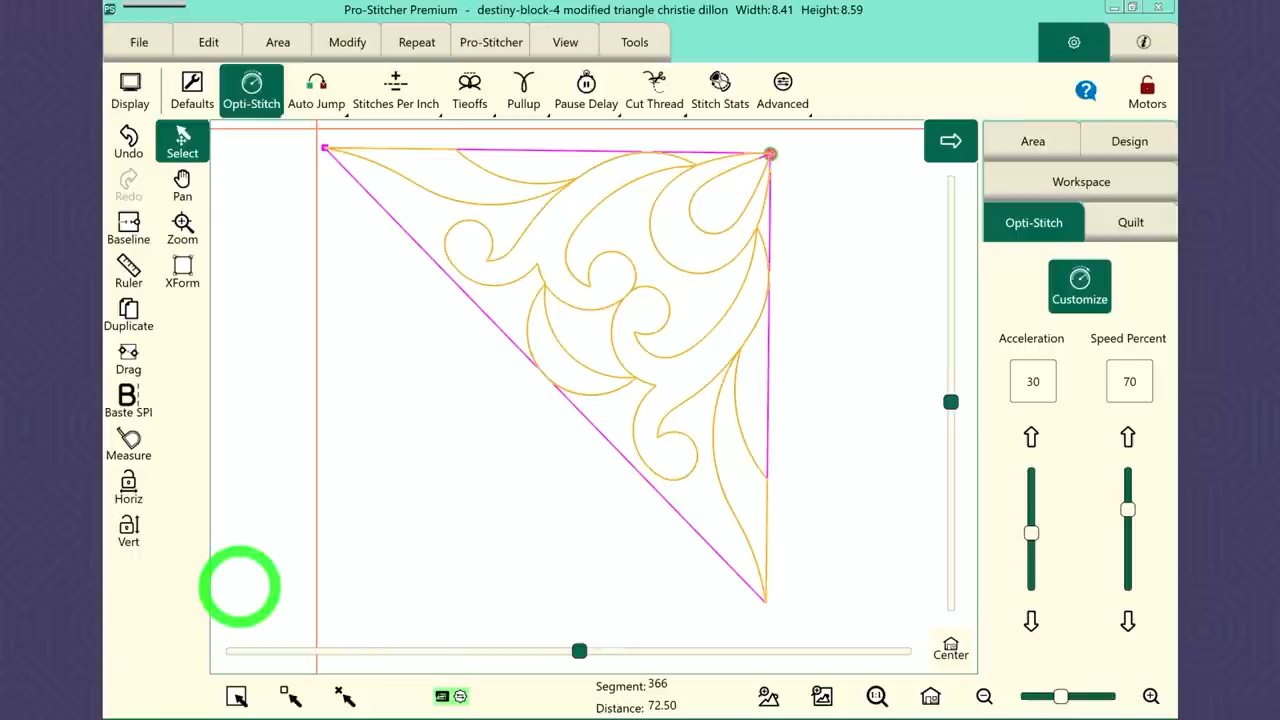 PS Pro-Stitcher Premium - destiny-block-4 modified triangle christie dillon Width:8.41 Height:8.59
File Edit Area Modify Repeat Pro-Stitcher View Tools
Display Defaults Opti-Stitch Auto Jump Stitches Per Inch Tieoffs Pullup Pause Delay Cut Thread Stitch Stats Advanced Motors
Undo Select
Redo Pan
Baseline Zoom
Ruler XForm
Duplicate
Drag
B
Baste SPI
Measure
Horiz
Vert
Area Design
Workspace
Opti-Stitch Quilt
Customize
Acceleration Speed Percent
30 70
Center
Segment: 366
Distance: 72.50
1:1